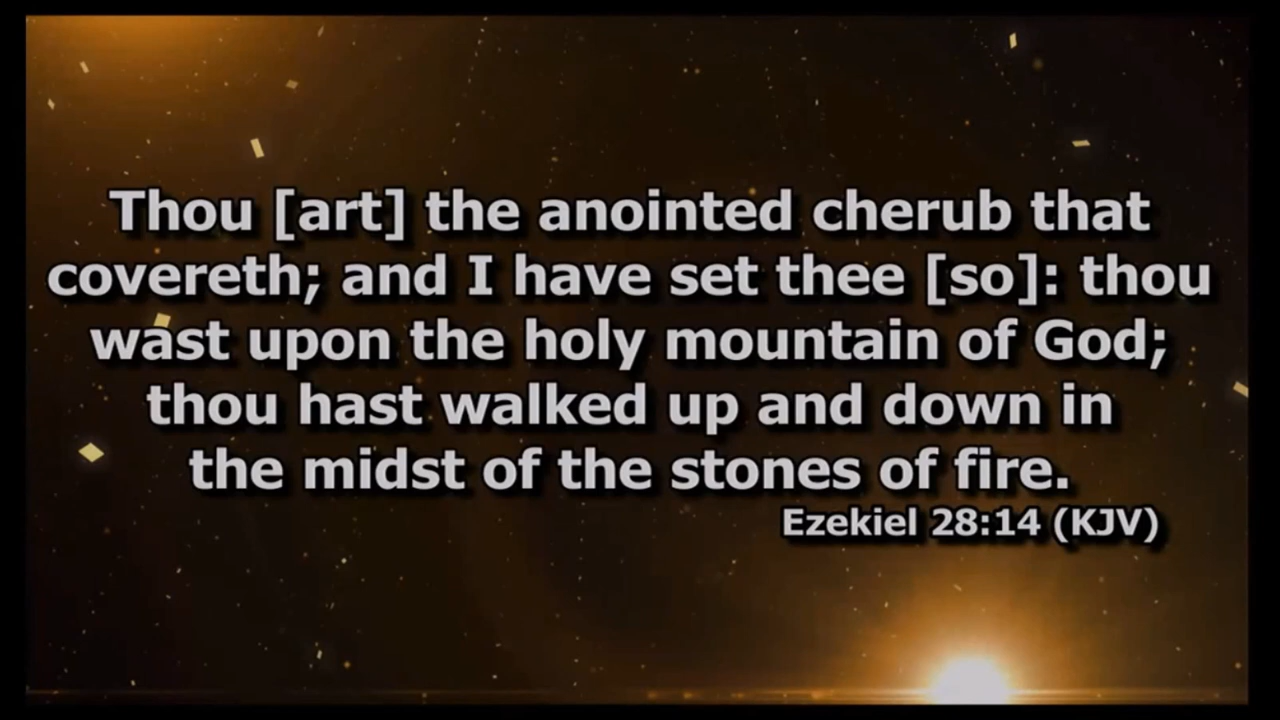 Thou [art] the anointed cherub that
covereth; and I have set thee [so]: thou
wast upon the holy mountain of God;
thou hast walked up and down in
the midst of the stones of fire.
Ezekiel 28:14 (KJV)